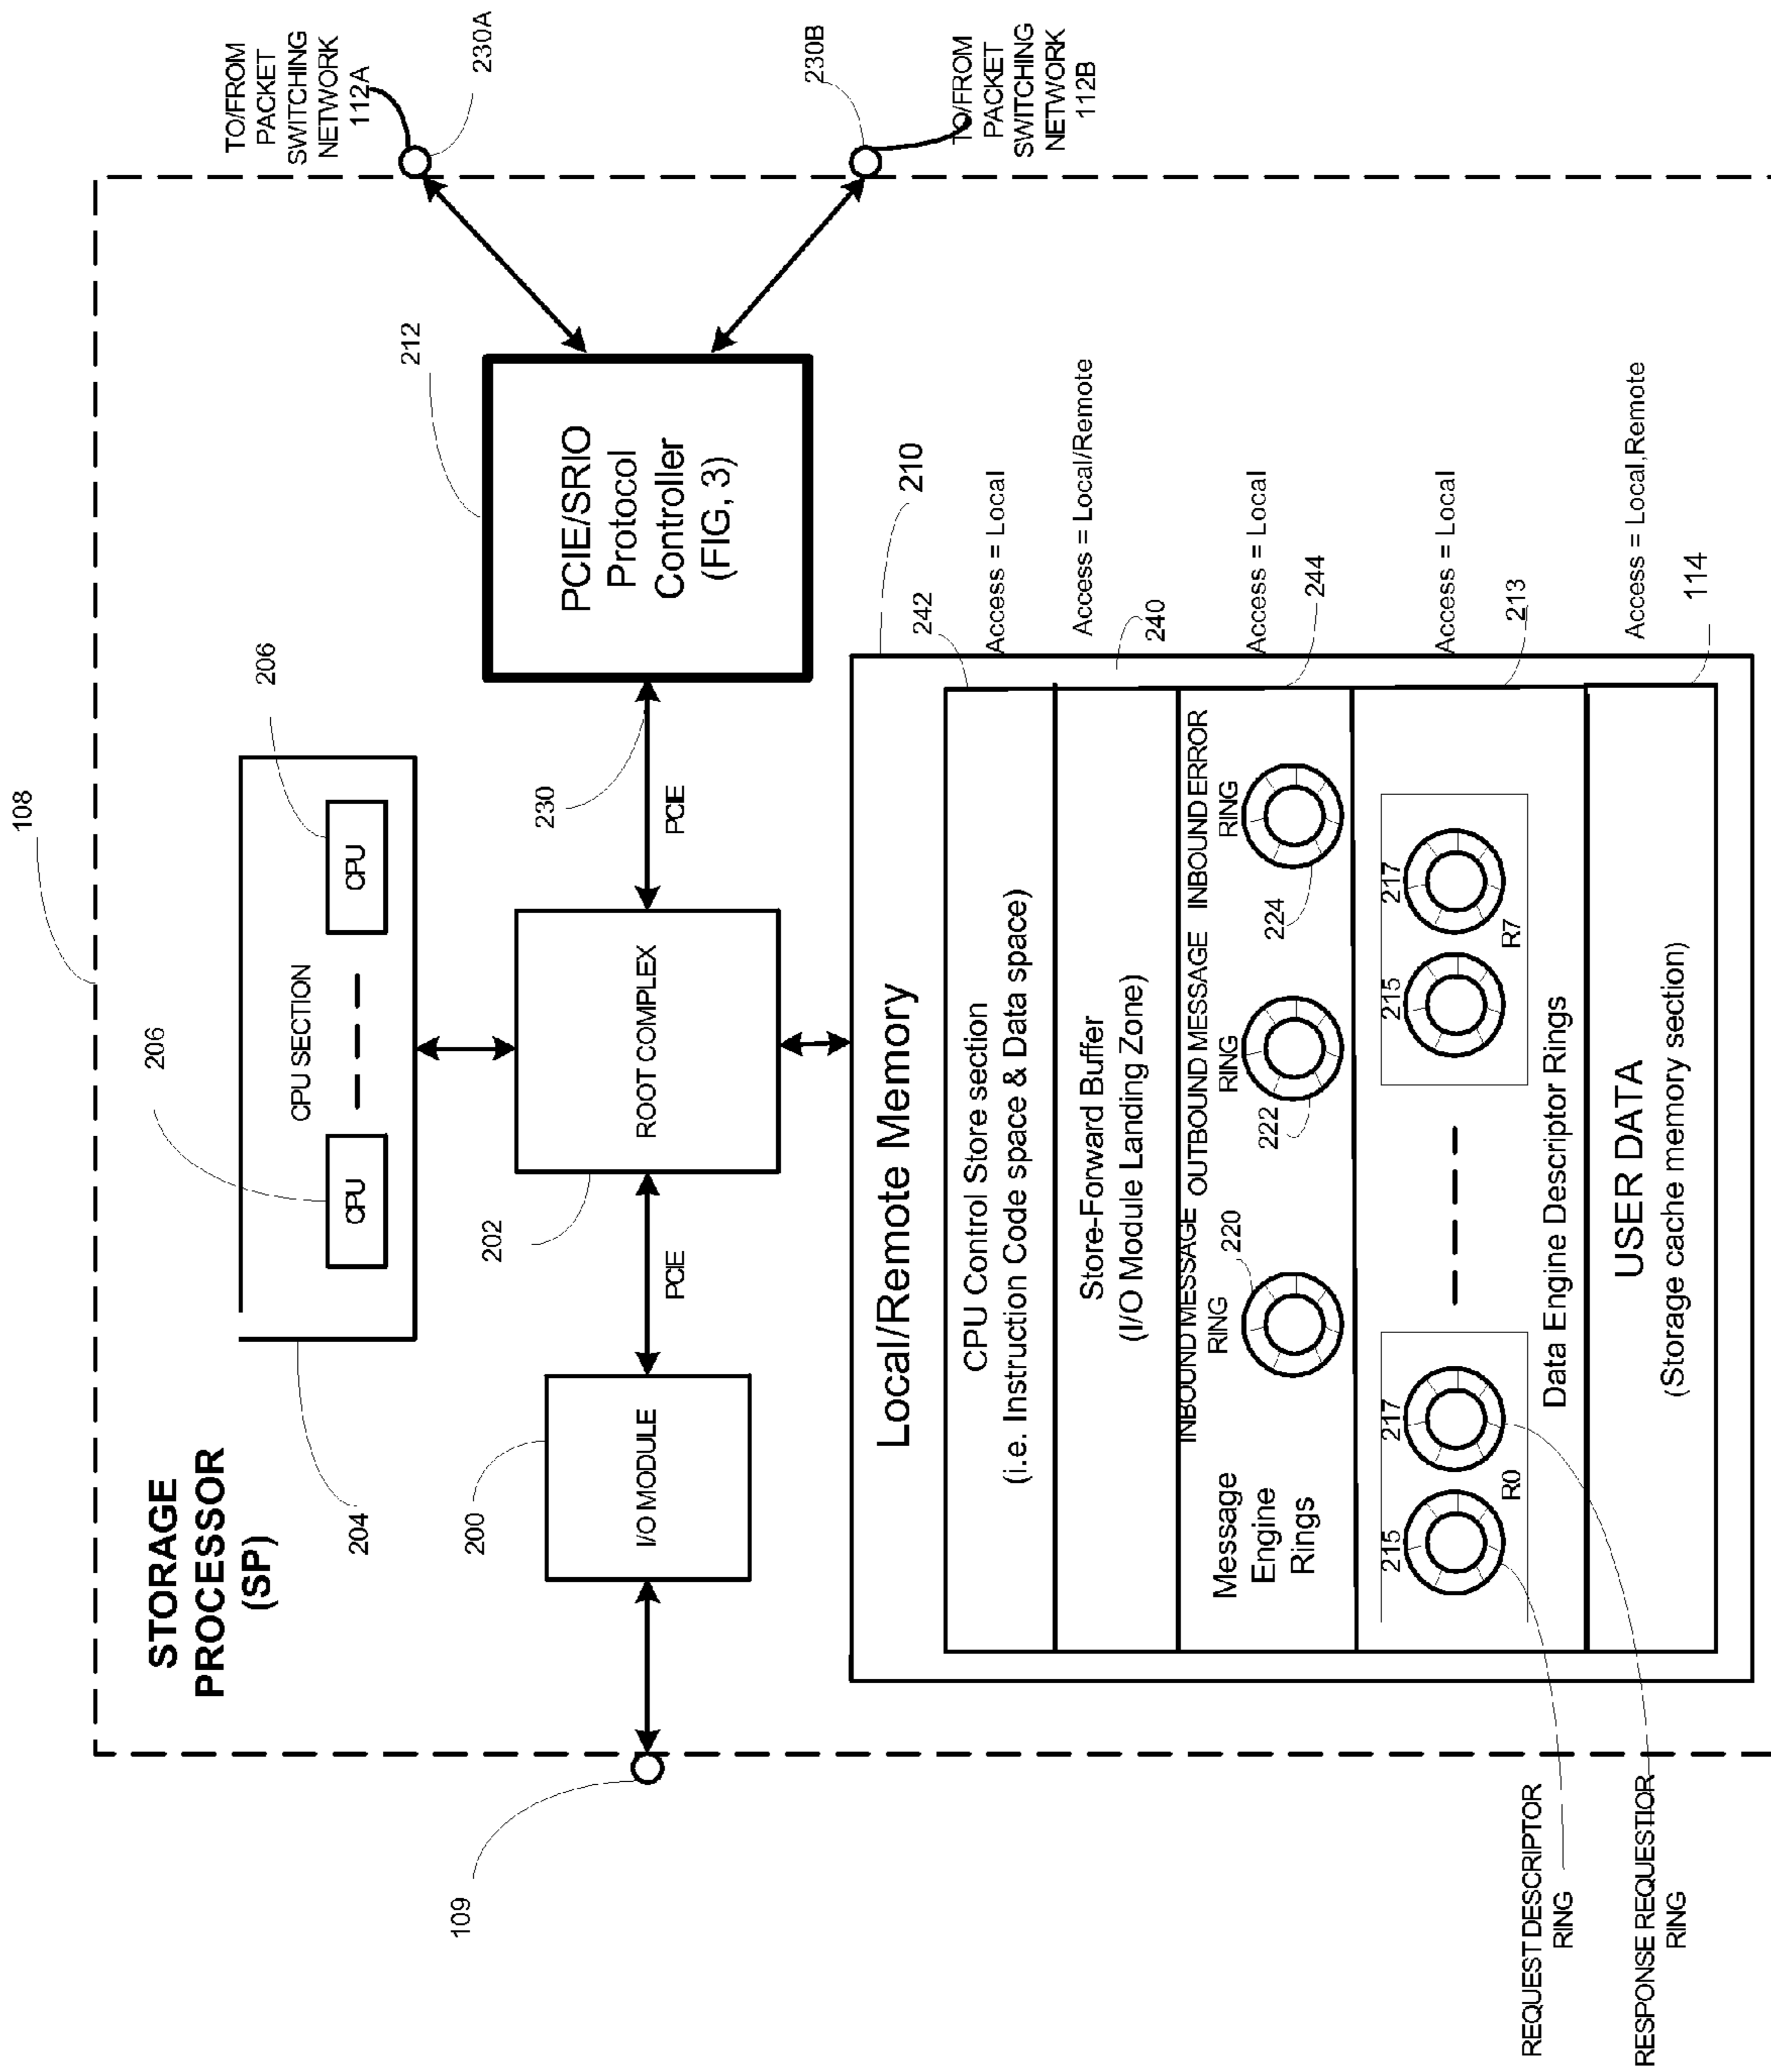 108
STORAGE
PROCESSOR
(SP)
204
206
CPU SECTION
206
CPU
CPU
212
TO/FROM
PACKET
SWITCHING
NETWORK
112A
230A
109
200
I/O MODULE
PCIE
202
ROOT COMPLEX
PCIE
230
PCIE/SRIO
Protocol
Controller
(FIG, 3)
230B
TO/FROM
PACKET
SWITCHING
NETWORK
112B
Local/Remote Memory
210
CPU Control Store section
(i.e. Instruction Code space & Data space)
242
Access = Local
Store-Forward Buffer
(I/O Module Landing Zone)
Access = Local/Remote
240
Message
Engine
Rings
INBOUND MESSAGE
RING
220
OUTBOUND MESSAGE
RING
222
INBOUND ERROR
RING
224
Access = Local
244
215
217
R0
215
217
R7
Data Engine Descriptor Rings
Access = Local
213
USER DATA
(Storage cache memory section)
Access = Local,Remote
114
REQUEST DESCRIPTOR
RING
RESPONSE REQUESTIOR
RING